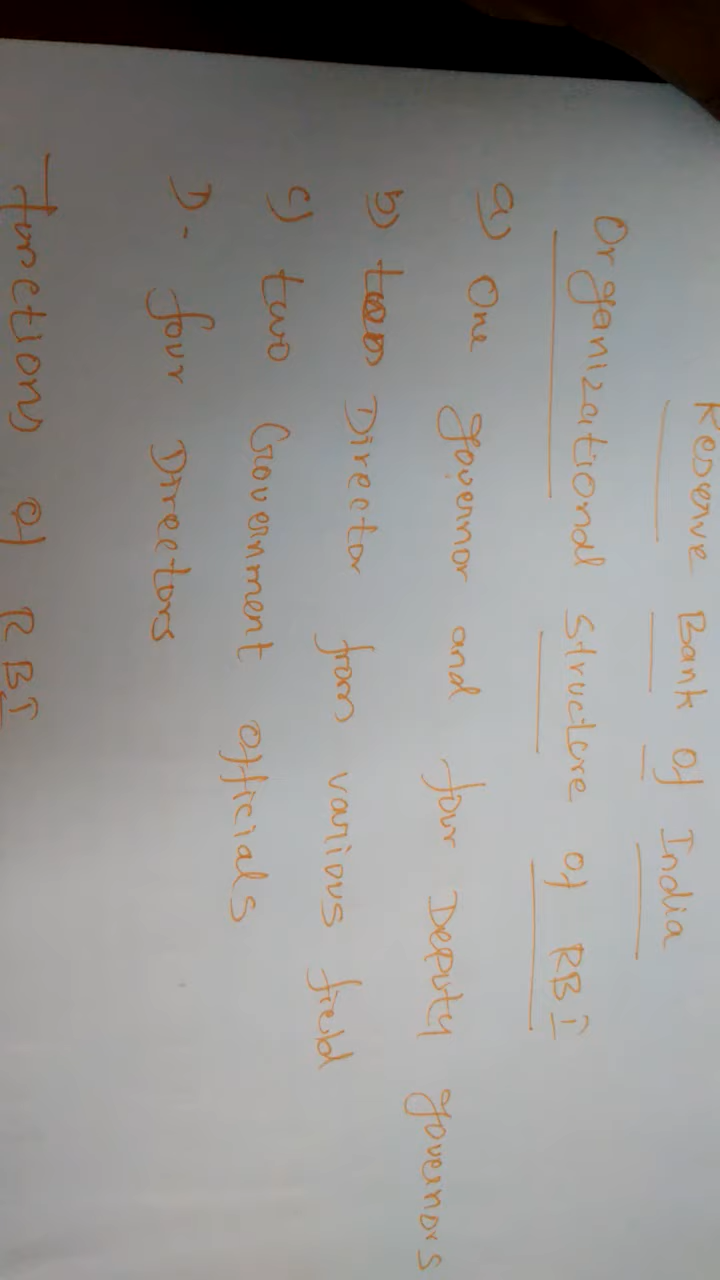 Reserve Bank of India
Organizational Structure of RBI
a) One governor and four Deputy governors
b) Director from various field
c) two Government officials
D- four Directors
Functions of RBI